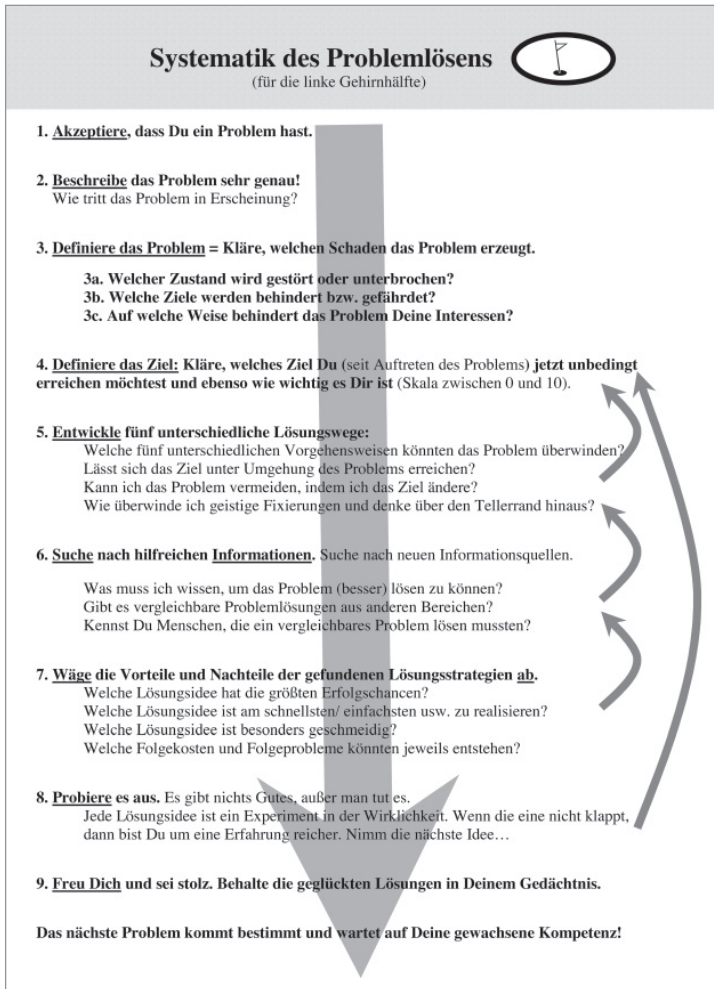 Systematik des Problemlösens
(für die linke Gehirnhälfte)
1. Akzeptiere, dass Du ein Problem hast.
2. Beschreibe das Problem sehr genau!
Wie tritt das Problem in Erscheinung?
3. Definiere das Problem = Kläre, welchen Schaden das Problem erzeugt.
3a. Welcher Zustand wird gestört oder unterbrochen?
3b. Welche Ziele werden behindert bzw. gefährdet?
3c. Auf welche Weise behindert das Problem Deine Interessen?
4. Definiere das Ziel: Kläre, welches Ziel Du (seit Auftreten des Problems) jetzt unbedingt
erreichen möchtest und ebenso wie wichtig es Dir ist (Skala zwischen 0 und 10).
5. Entwickle fünf unterschiedliche Lösungswege:
Welche fünf unterschiedlichen Vorgehensweisen könnten das Problem überwinden?
Lässt sich das Ziel unter Umgehung des Problems erreichen?
Kann ich das Problem vermeiden, indem ich das Ziel ändere?
Wie überwinde ich geistige Fixierungen und denke über den Tellerrand hinaus?
6. Suche nach hilfreichen Informationen. Suche nach neuen Informationsquellen.
Was muss ich wissen, um das Problem (besser) lösen zu können?
Gibt es vergleichbare Problemlösungen aus anderen Bereichen?
Kennst Du Menschen, die ein vergleichbares Problem lösen mussten?
7. Wäge die Vorteile und Nachteile der gefundenen Lösungsstrategien ab.
Welche Lösungsidee hat die größten Erfolgschancen?
Welche Lösungsidee ist am schnellsten/ einfachsten usw. zu realisieren?
Welche Lösungsidee ist besonders geschmeidig?
Welche Folgekosten und Folgeprobleme könnten jeweils entstehen?
8. Probiere es aus. Es gibt nichts Gutes, außer man tut es.
Jede Lösungsidee ist ein Experiment in der Wirklichkeit. Wenn die eine nicht klappt,
dann bist Du um eine Erfahrung reicher. Nimm die nächste Idee…
9. Freu Dich und sei stolz. Behalte die geglückten Lösungen in Deinem Gedächtnis.
Das nächste Problem kommt bestimmt und wartet auf Deine gewachsene Kompetenz!